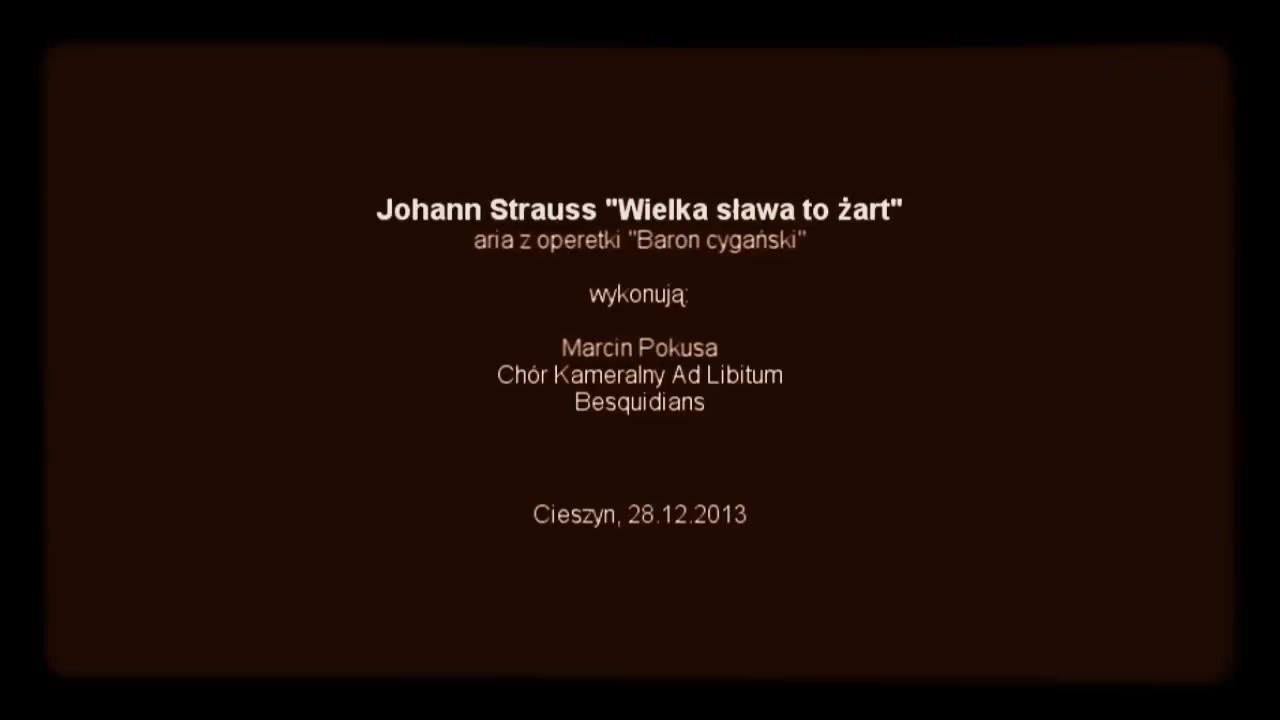 Johann Strauss "Wielka sława to żart"
aria z operetki "Baron cygański"
wykonują:
Marcin Pokusa
Chór Kameralny Ad Libitum
Besquidians
Cieszyn, 28.12.2013